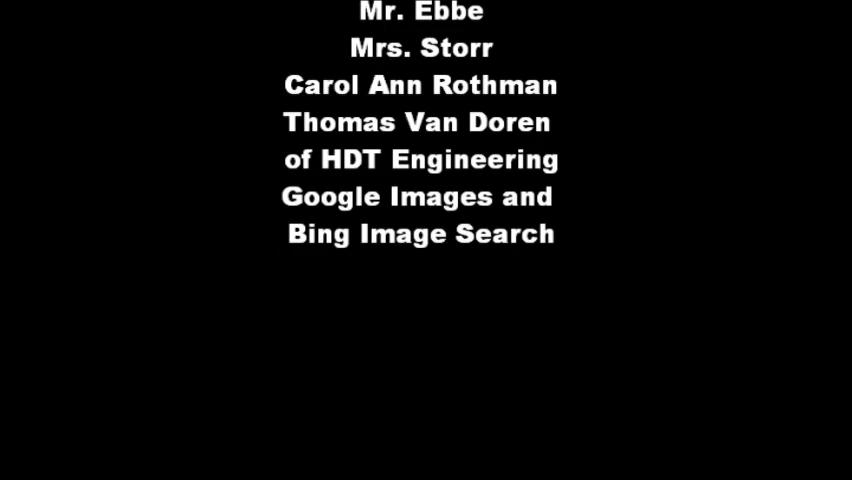 Mr. Ebbe
Mrs. Storr
Carol Ann Rothman
Thomas Van Doren
of HDT Engineering
Google Images and
Bing Image Search